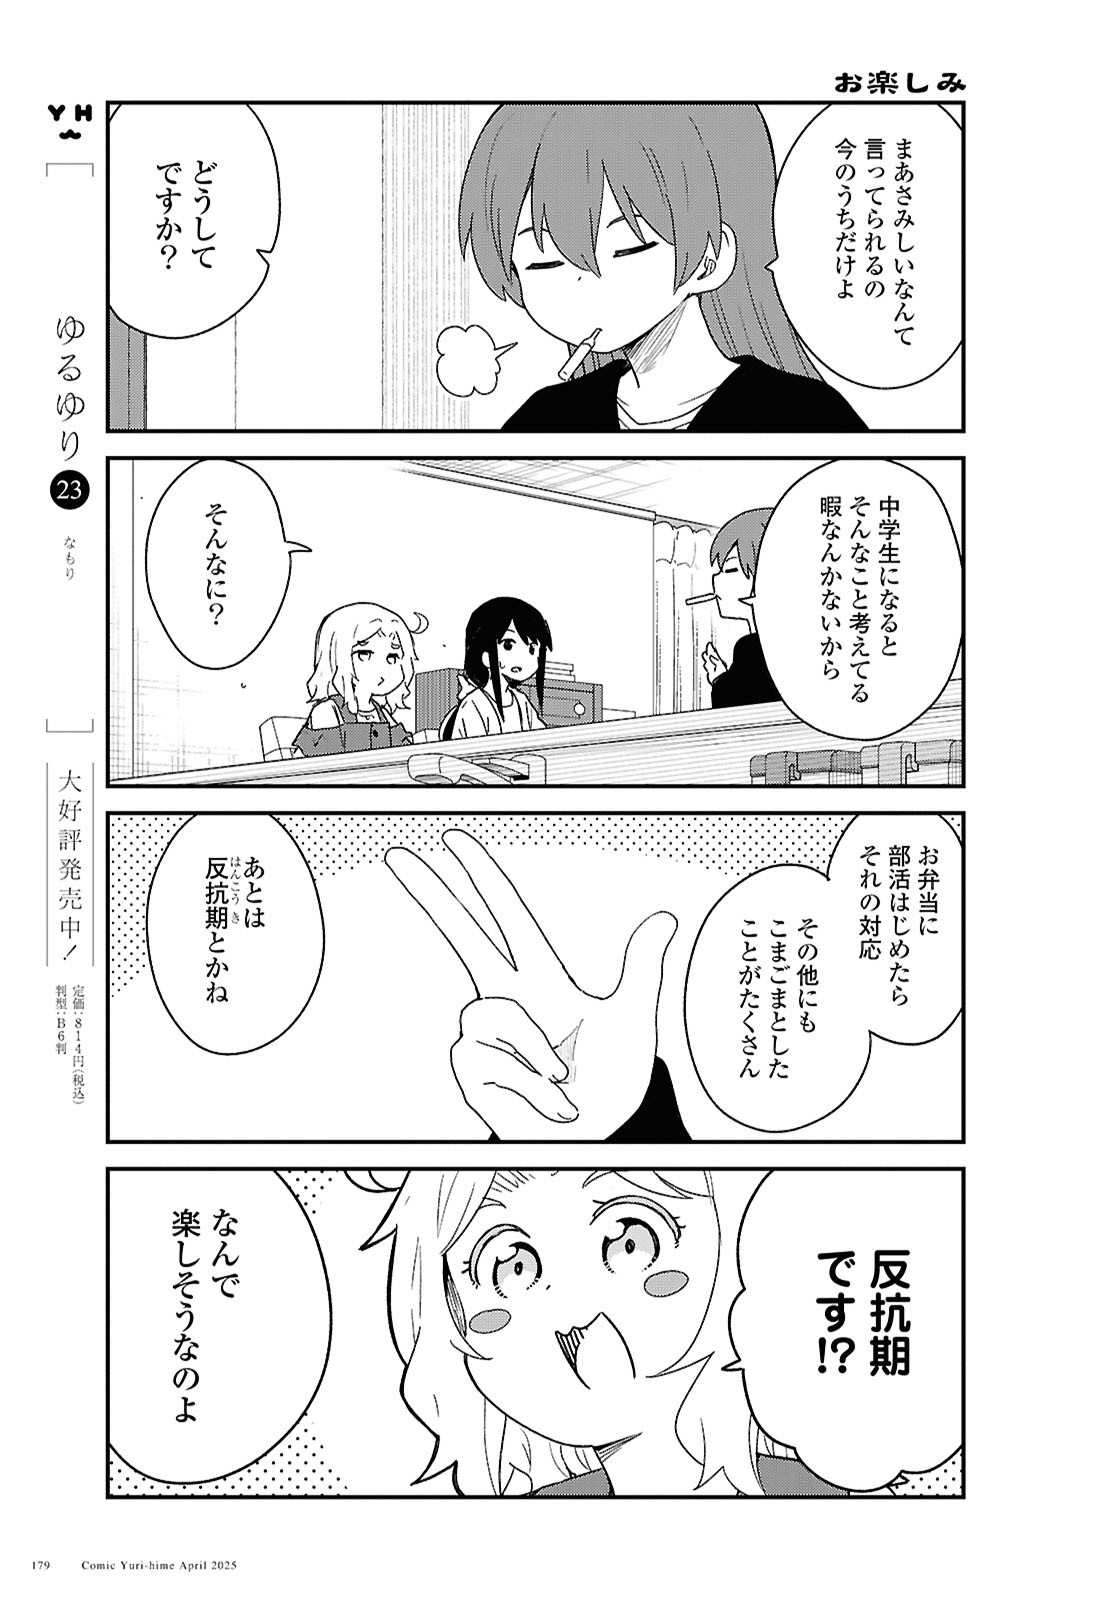 お楽しみ
まあさみしいなんて
言ってられるの
今のうちだけよ
どうして
ですか？
中学生になると
そんなこと考えてる
暇なんかないから
そんなに？
お弁当に
部活はじめたら
それの対応
その他にも
こまごまとした
ことがたくさん
あとは
反抗期とかね
はんこうき
反抗期
です!?
なんで
楽しそうなのよ
YH
ゆるゆり
23
なもり
大好評発売中！
定価：814円（税込）
判型：B6判
179 Comic Yuri-hime April 2025